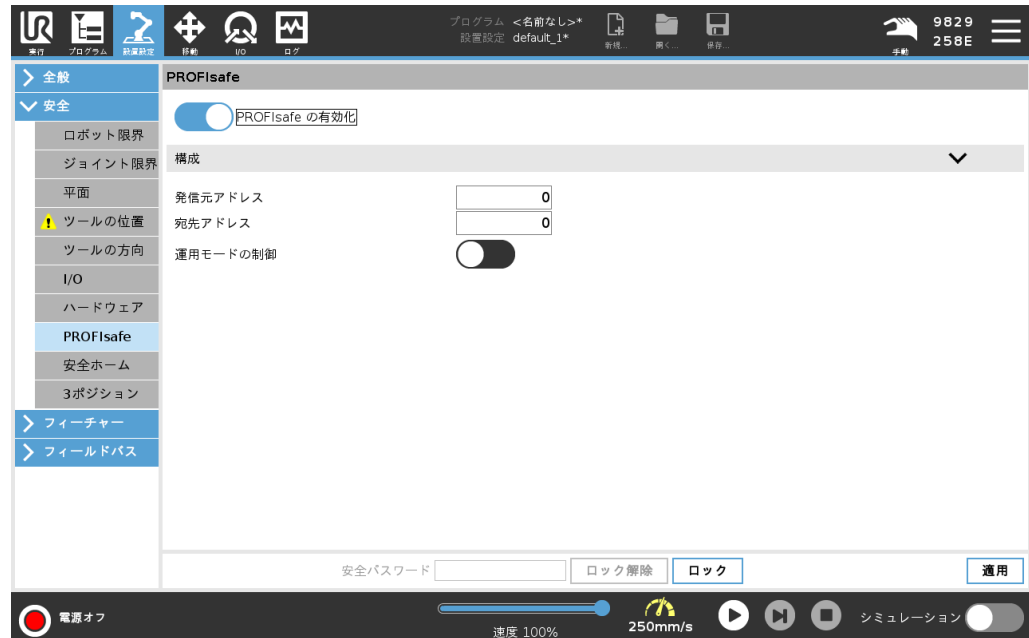 プログラム <名前なし>*
設置設定 default_1*
実行 プログラム 設置設定 移動 I/O ログ
新規... 開く... 保存...
手動
9829
258E
全般
安全
ロボット限界
ジョイント限界
平面
ツールの位置
ツールの方向
I/O
ハードウェア
PROFIsafe
安全ホーム
3ポジション
フィーチャー
フィールドバス
PROFIsafe
PROFIsafe の有効化
構成
発信元アドレス 0
宛先アドレス 0
運用モードの制御
安全パスワード ロック解除 ロック 適用
電源オフ
速度 100%
250mm/s
シミュレーション